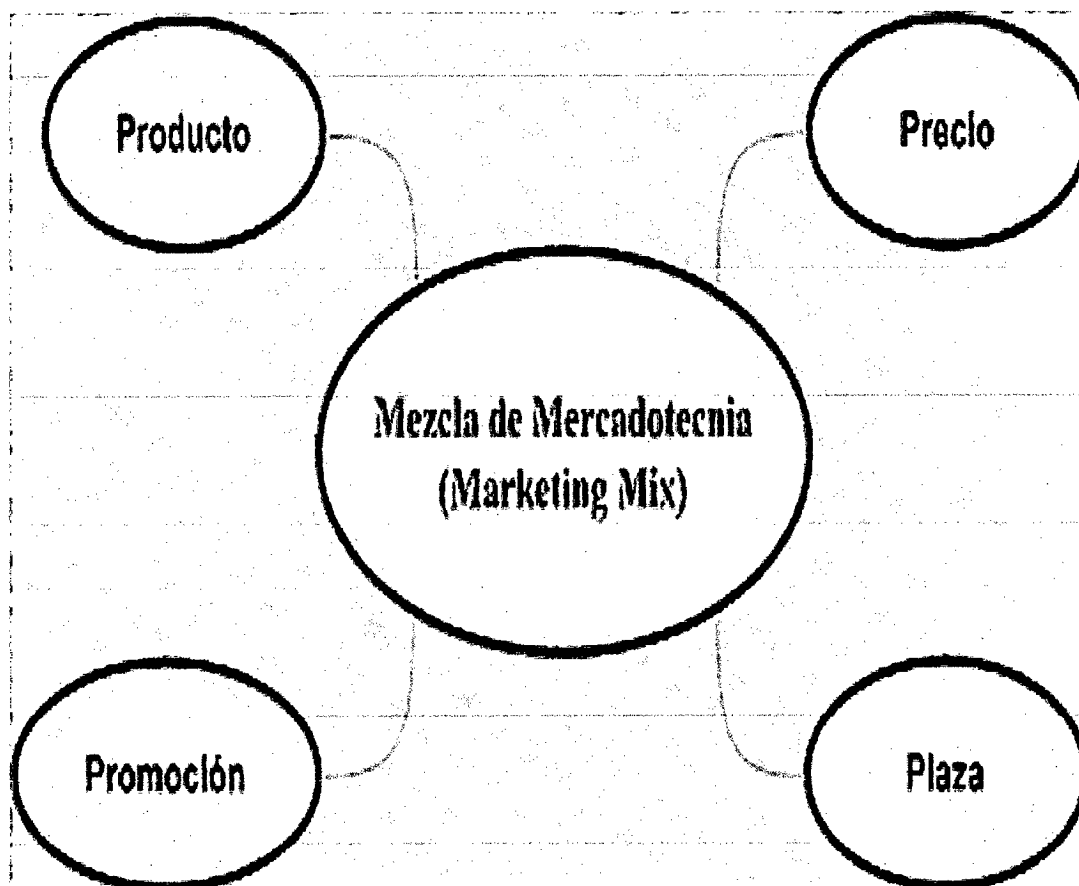 Producto
Precio
Mezcla de Mercadotecnia
(Marketing Mix)
Promoción
Plaza